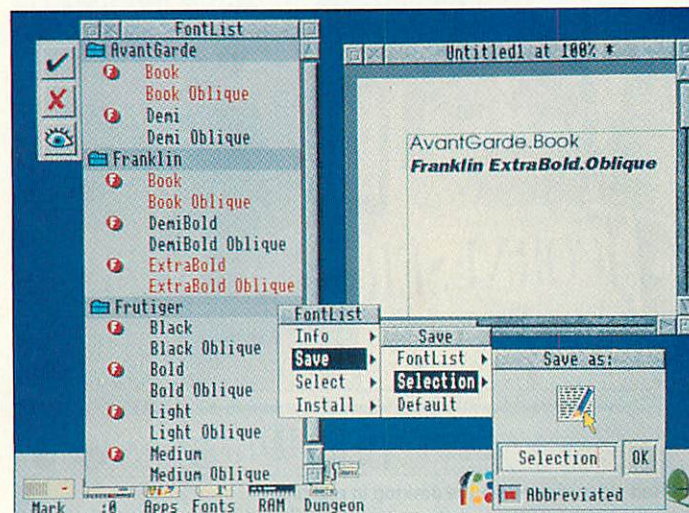 FontList
AvantGarde
Book
Book Oblique
Demi
Demi Oblique
Franklin
Book
Book Oblique
DemiBold
DemiBold Oblique
ExtraBold
ExtraBold Oblique
Frutiger
Black
Black Oblique
Bold
Bold Oblique
Light
Light Oblique
Medium
Medium Oblique
Untitled1 at 100% *
AvantGarde.Book
Franklin ExtraBold.Oblique
FontList
Info
Save
Select
Install
Save
FontList
Selection
Default
Save as:
Selection
OK
Abbreviated
Mark :0 Apps Fonts RAM Dungeon